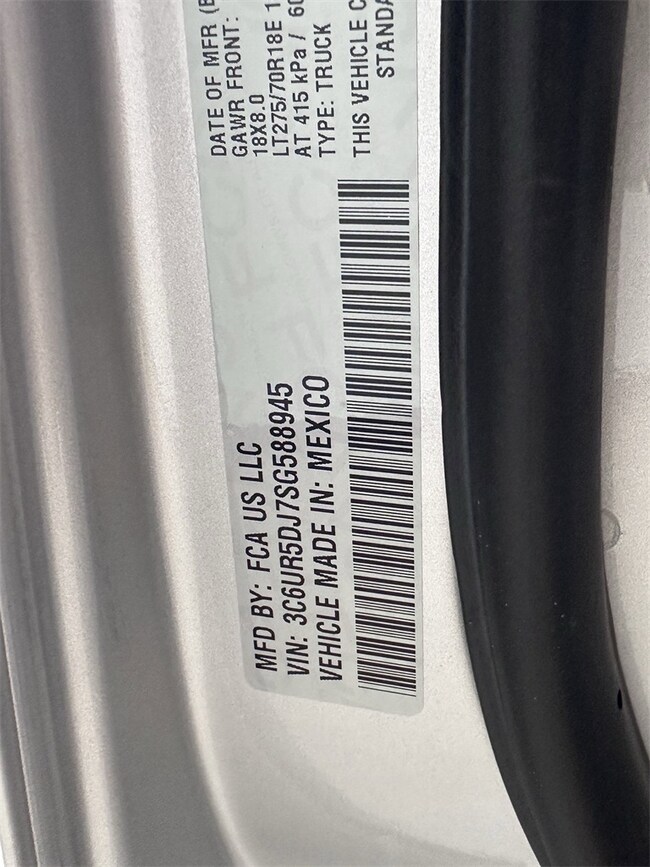 MFD BY: FCA US LLC
VIN: 3C6UR5DJ7SG588945
VEHICLE MADE IN: MEXICO
DATE OF MFR
GAWR FRONT:
18X8.0
LT275/70R18E
AT 415 kPa /
TYPE: TRUCK
THIS VEHICLE